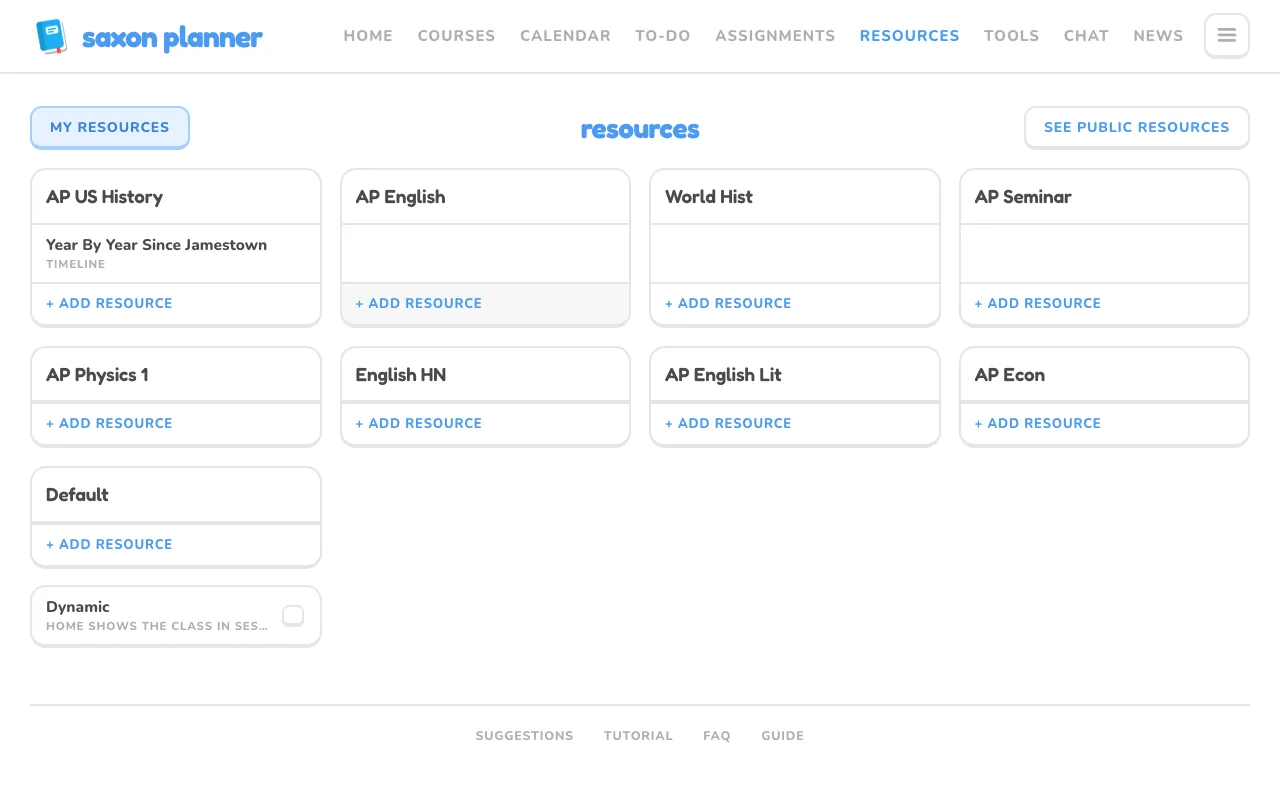 saxon planner
HOME COURSES CALENDAR TO-DO ASSIGNMENTS RESOURCES TOOLS CHAT NEWS
MY RESOURCES
resources
SEE PUBLIC RESOURCES
AP US History
Year By Year Since Jamestown
TIMELINE
+ ADD RESOURCE
AP English
+ ADD RESOURCE
World Hist
+ ADD RESOURCE
AP Seminar
+ ADD RESOURCE
AP Physics 1
+ ADD RESOURCE
English HN
+ ADD RESOURCE
AP English Lit
+ ADD RESOURCE
AP Econ
+ ADD RESOURCE
Default
+ ADD RESOURCE
Dynamic
HOME SHOWS THE CLASS IN SES...
SUGGESTIONS TUTORIAL FAQ GUIDE